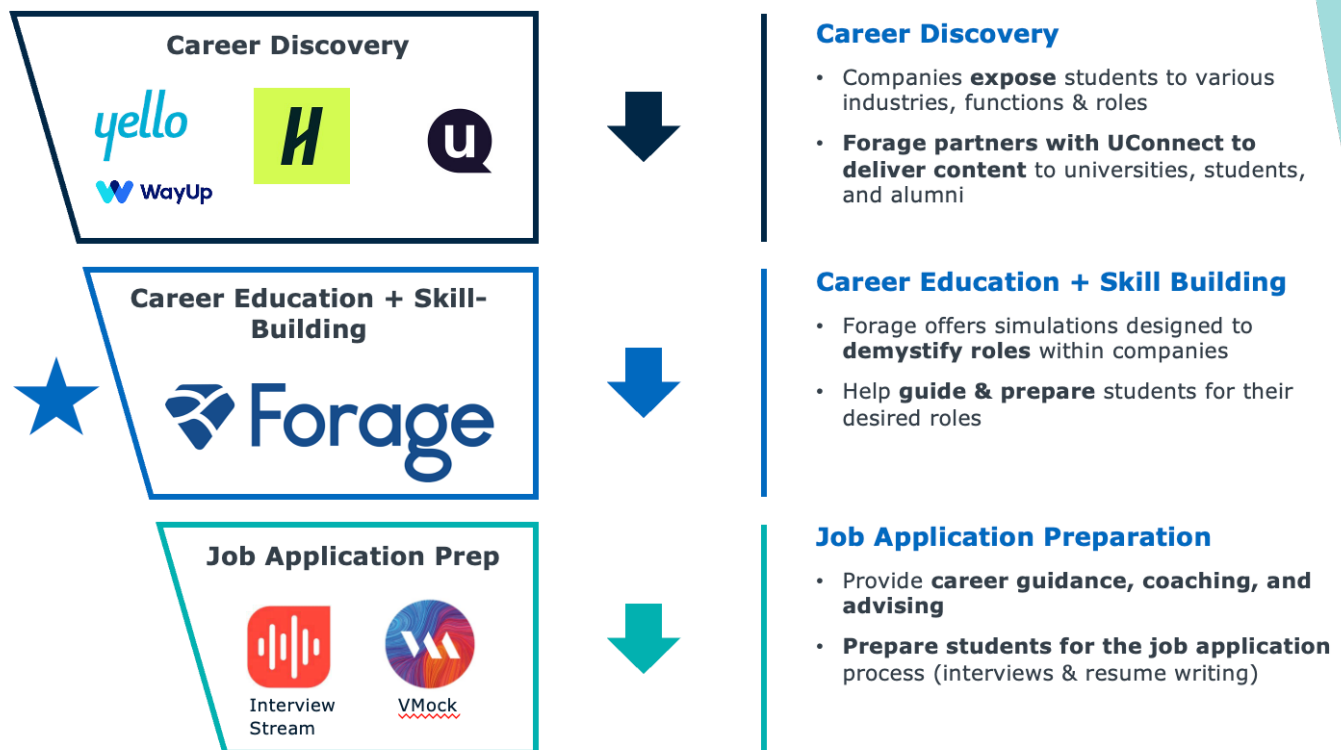 Career Discovery
yello
WayUp
H
u
Career Discovery
• Companies expose students to various
industries, functions & roles
• Forage partners with UConnect to
deliver content to universities, students,
and alumni
Career Education + Skill-
Building
Forage
Career Education + Skill Building
• Forage offers simulations designed to
demystify roles within companies
• Help guide & prepare students for their
desired roles
Job Application Prep
Interview
Stream
VMock
Job Application Preparation
• Provide career guidance, coaching, and
advising
• Prepare students for the job application
process (interviews & resume writing)